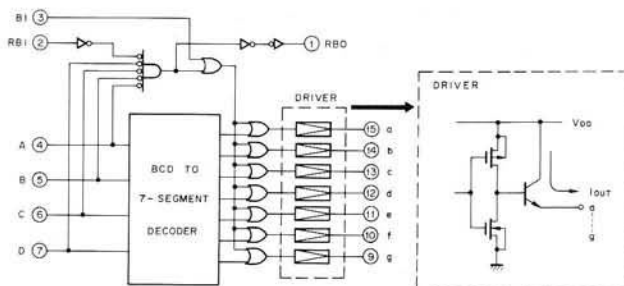 BI 3
RBI 2
1 RBO
DRIVER
DRIVER
VDD
IOUT
a
g
A 4
B 5
C 6
D 7
BCD TO
7-SEGMENT
DECODER
15 a
14 b
13 c
12 d
11 e
10 f
9 g